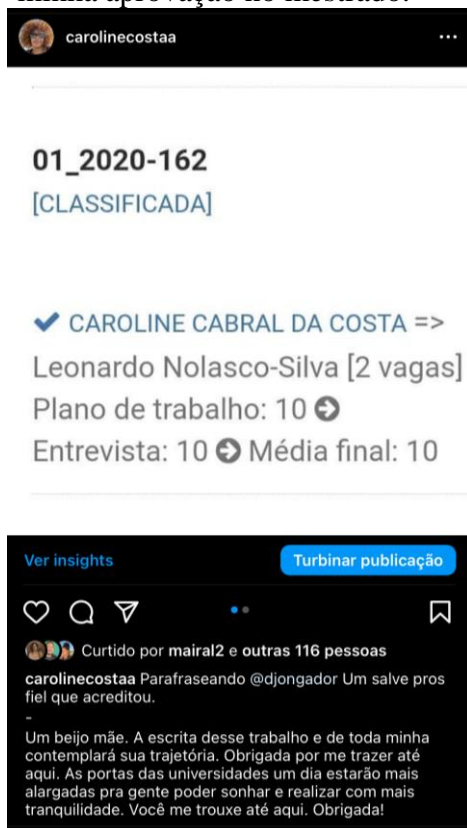 minha aprovação no mestrado.
carolinecostaa
01_2020-162
[CLASSIFICADA]
CAROLINE CABRAL DA COSTA =>
Leonardo Nolasco-Silva [2 vagas]
Plano de trabalho: 10
Entrevista: 10 Média final: 10
Ver insights Turbinar publicação
Curtido por mairal2 e outras 116 pessoas
carolinecostaa Parafraseando @djongador Um salve pros
fiel que acreditou.
-
Um beijo mãe. A escrita desse trabalho e de toda minha
contemplará sua trajetória. Obrigada por me trazer até
aqui. As portas das universidades um dia estarão mais
alargadas pra gente poder sonhar e realizar com mais
tranquilidade. Você me trouxe até aqui. Obrigada!